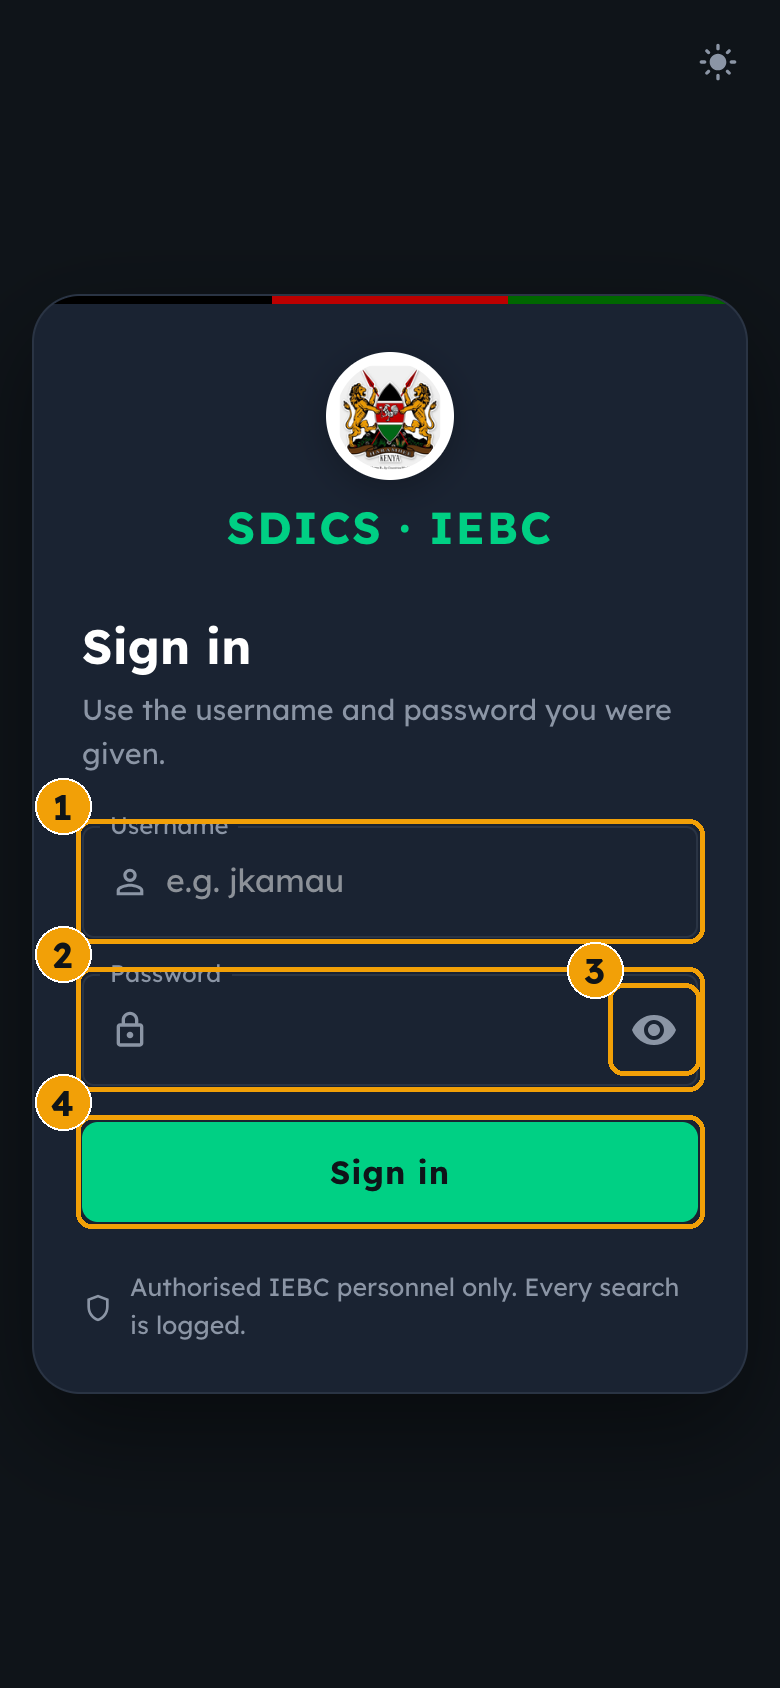 SDICS · IEBC
Sign in
Use the username and password you were
given.
1
Username
e.g. jkamau
2
Password
3
4
Sign in
Authorised IEBC personnel only. Every search
is logged.